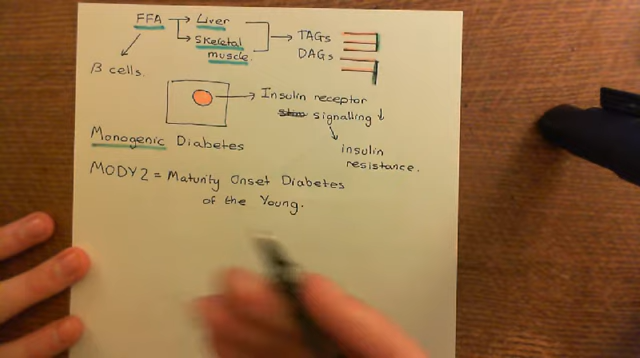 FFA → Liver
Skeletal muscle → TAGs
DAGs
β cells.
→ Insulin receptor
signalling ↓
insulin
resistance.
Monogenic Diabetes
MODY2 = Maturity Onset Diabetes
of the Young.